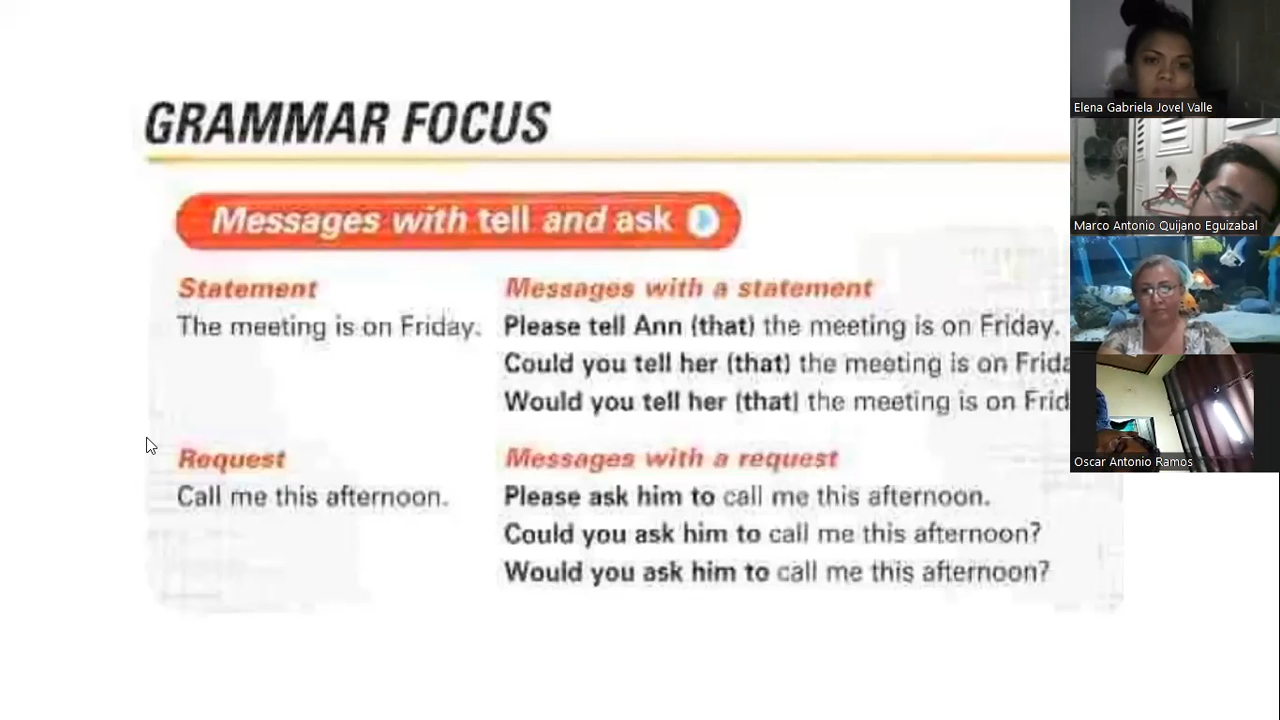 GRAMMAR FOCUS
Messages with tell and ask
Statement
The meeting is on Friday.
Messages with a statement
Please tell Ann (that) the meeting is on Friday.
Could you tell her (that) the meeting is on Frida
Would you tell her (that) the meeting is on Frid
Request
Call me this afternoon.
Messages with a request
Please ask him to call me this afternoon.
Could you ask him to call me this afternoon?
Would you ask him to call me this afternoon?
Elena Gabriela Jovel Valle
Marco Antonio Quijano Eguizabal
Oscar Antonio Ramos